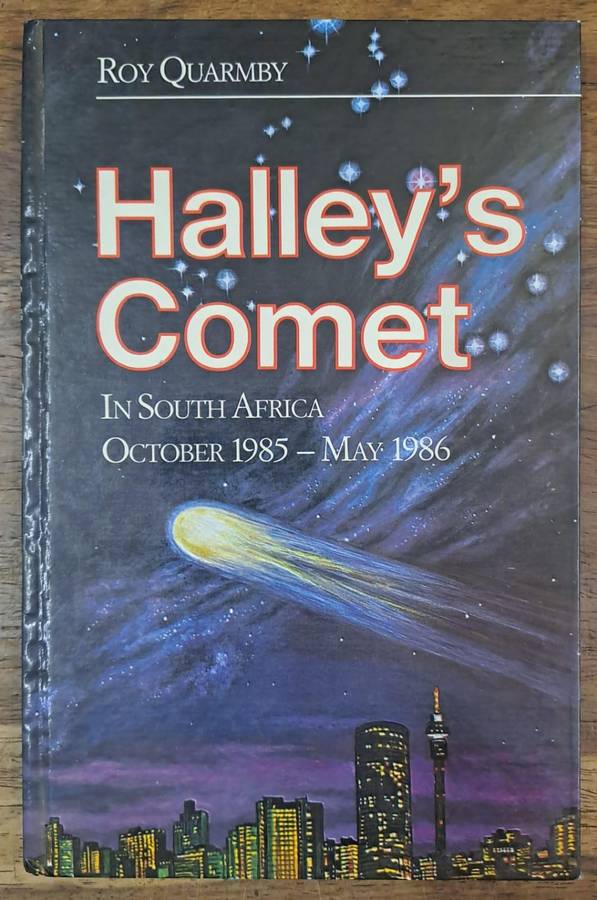 ROY QUARMBY
Halley's
Comet
IN SOUTH AFRICA
OCTOBER 1985 – MAY 1986